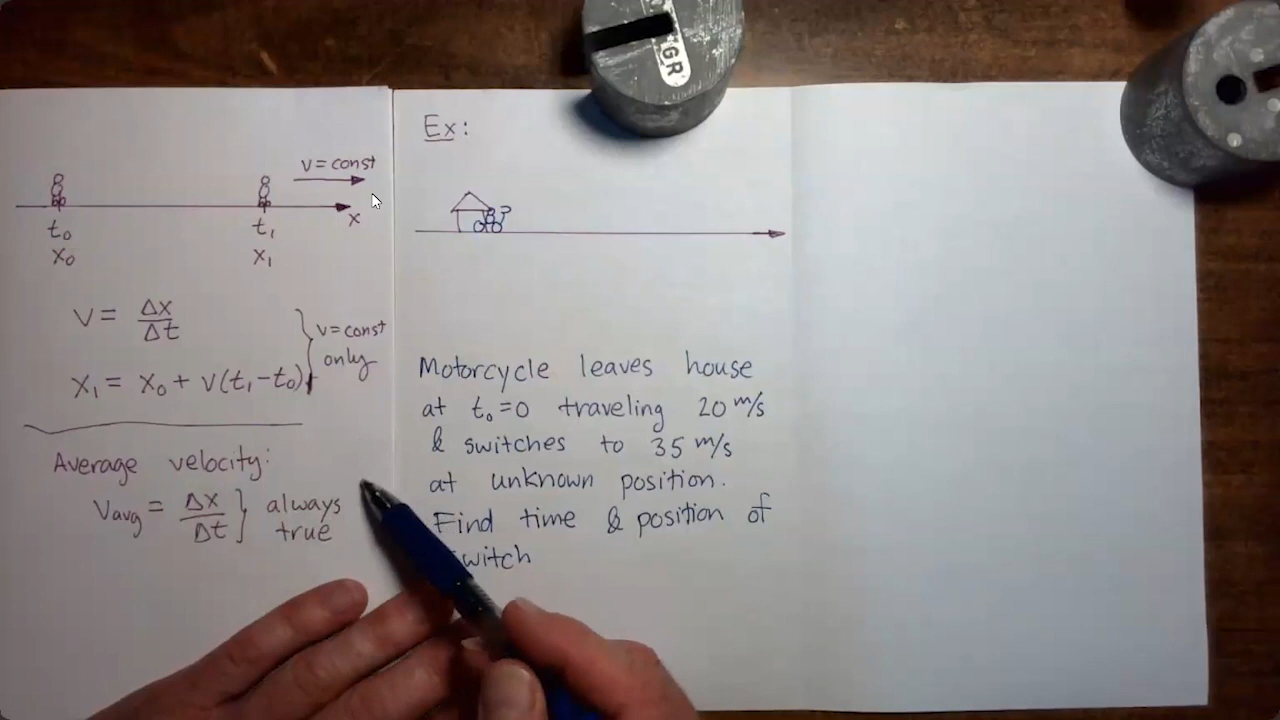 v = const
x
t₀
t₁
x₀
x₁
v = Δx/Δt
x₁ = x₀ + v(t₁-t₀)
v=const
only
Average velocity:
Vavg = Δx/Δt } always
true
Ex:
Motorcycle leaves house
at t₀=0 traveling 20 m/s
& switches to 35 m/s
at unknown position.
Find time & position of
switch
GR